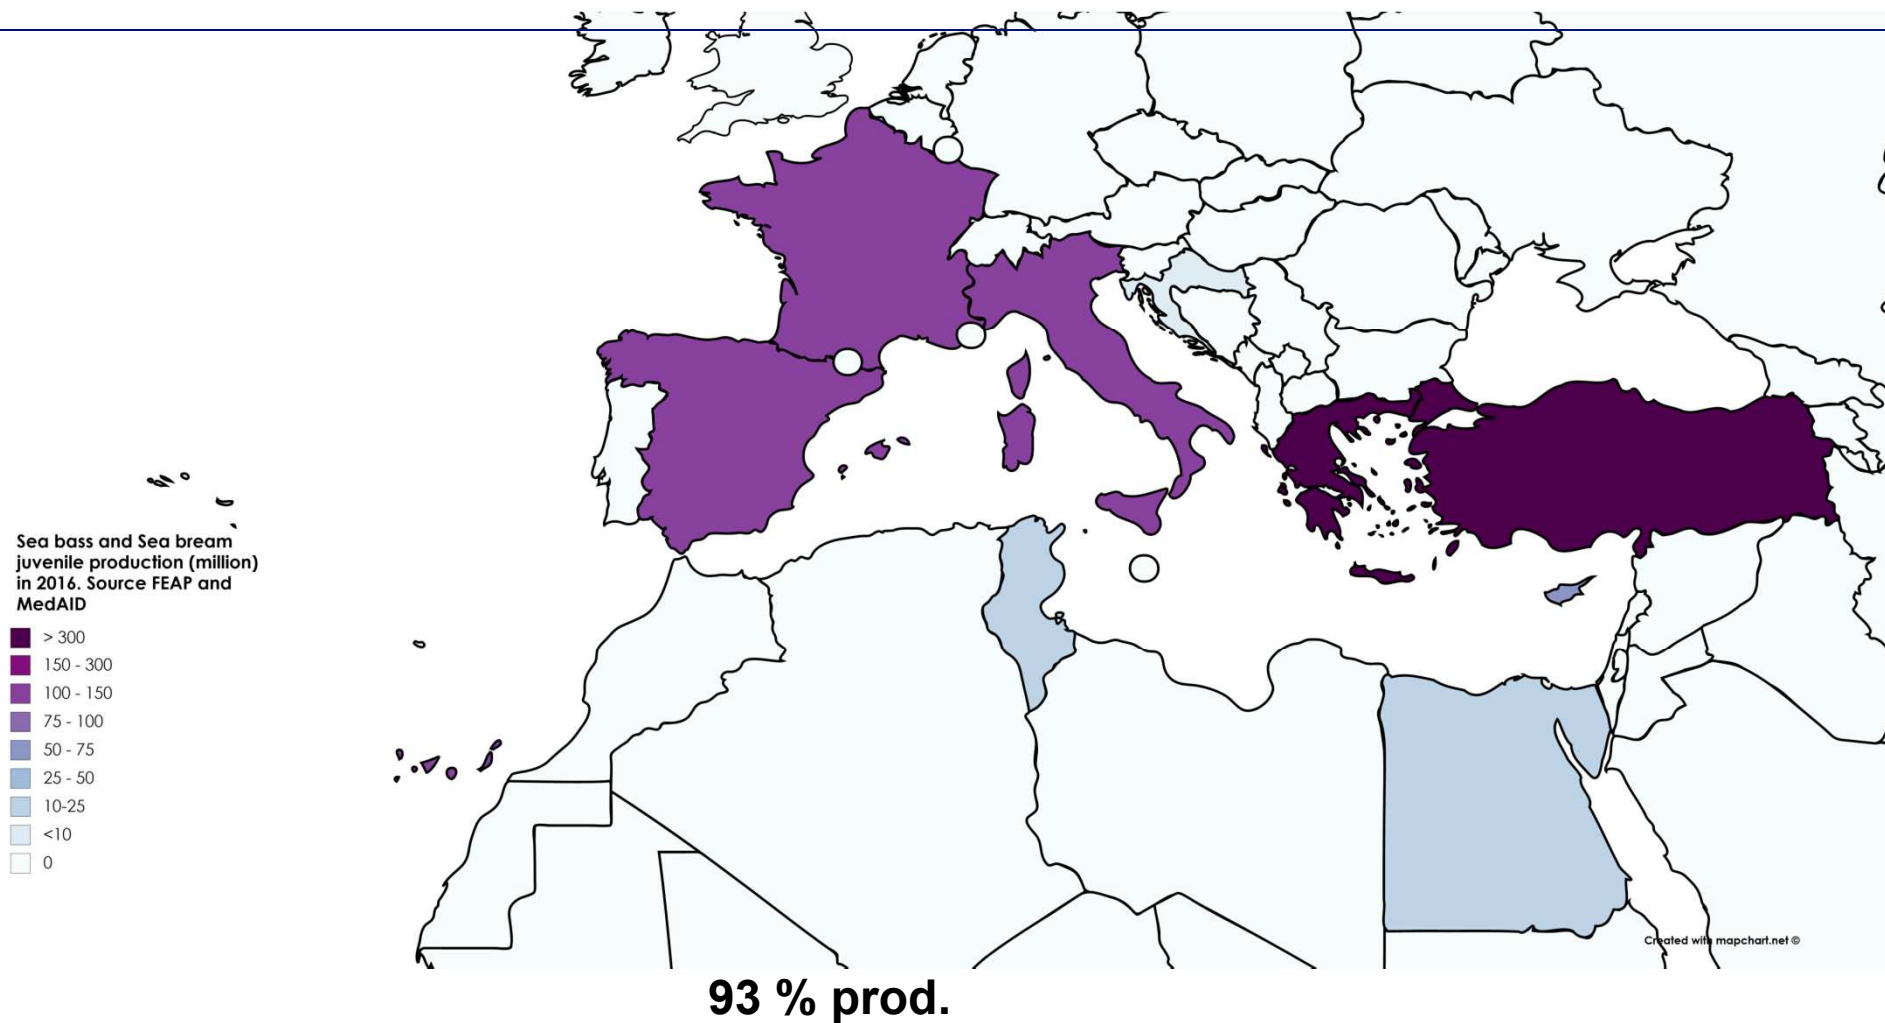 Sea bass and Sea bream
juvenile production (million)
in 2016. Source FEAP and
MedAID
> 300
150 - 300
100 - 150
75 - 100
50 - 75
25 - 50
10-25
<10
0
Created with mapchart.net ©
93 % prod.